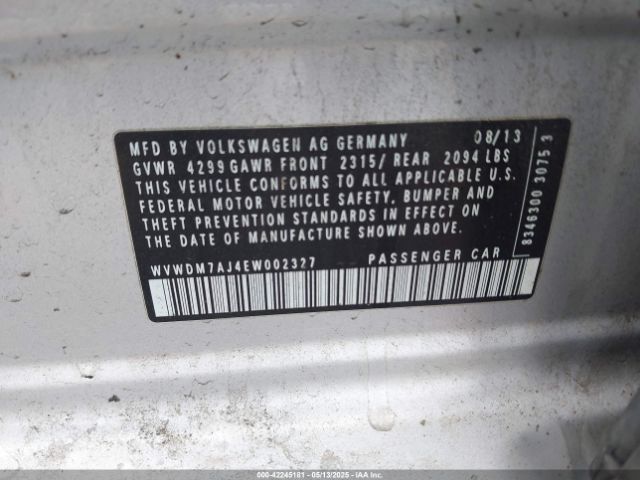 MFD BY VOLKSWAGEN AG GERMANY 08/13
GVWR 4299 GAWR FRONT 2315/ REAR 2094 LBS
THIS VEHICLE CONFORMS TO ALL APPLICABLE U.S.
FEDERAL MOTOR VEHICLE SAFETY, BUMPER AND
THEFT PREVENTION STANDARDS IN EFFECT ON
THE DATE OF MANUFACTURE SHOWN ABOVE.
WVWDM7AJ4EW002327 PASSENGER CAR
8346300 3075 3
000-42245181 - 05/13/2025 - COPYRIGHT IAA, LLC